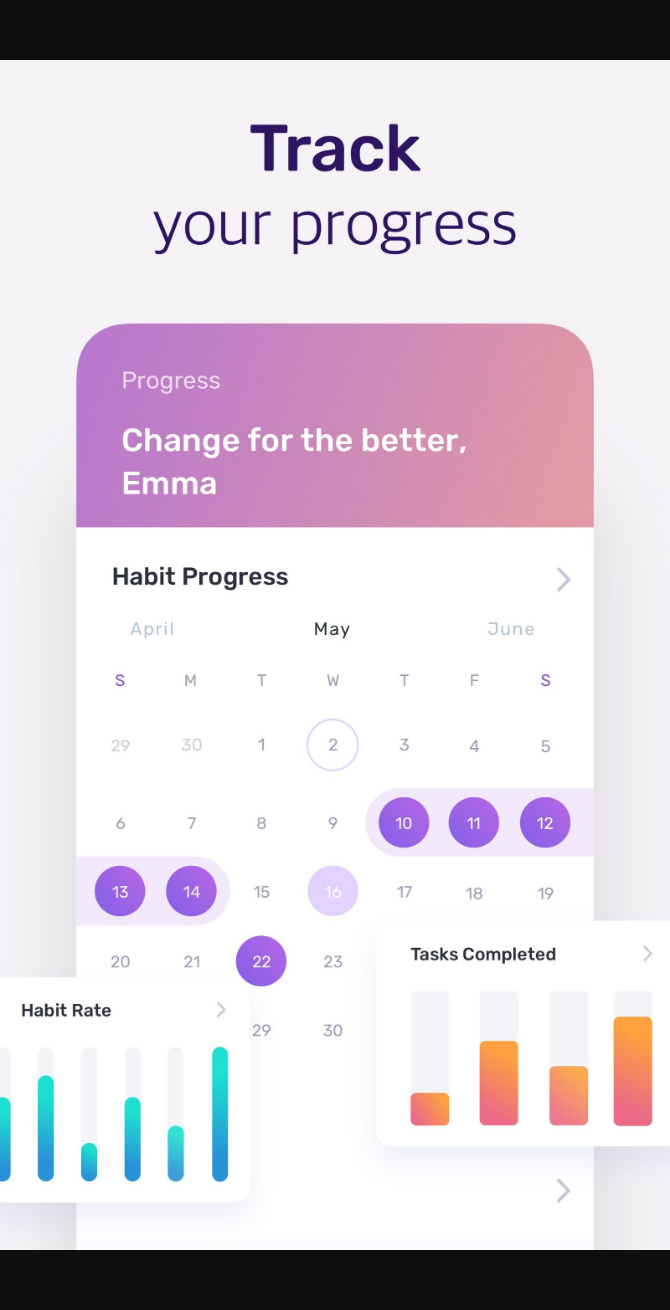 Track
your progress
Progress
Change for the better,
Emma
Habit Progress
April May June
S M T W T F S
29 30 1 2 3 4 5
6 7 8 9 10 11 12
13 14 15 16 17 18 19
20 21 22 23
Tasks Completed
Habit Rate
29 30